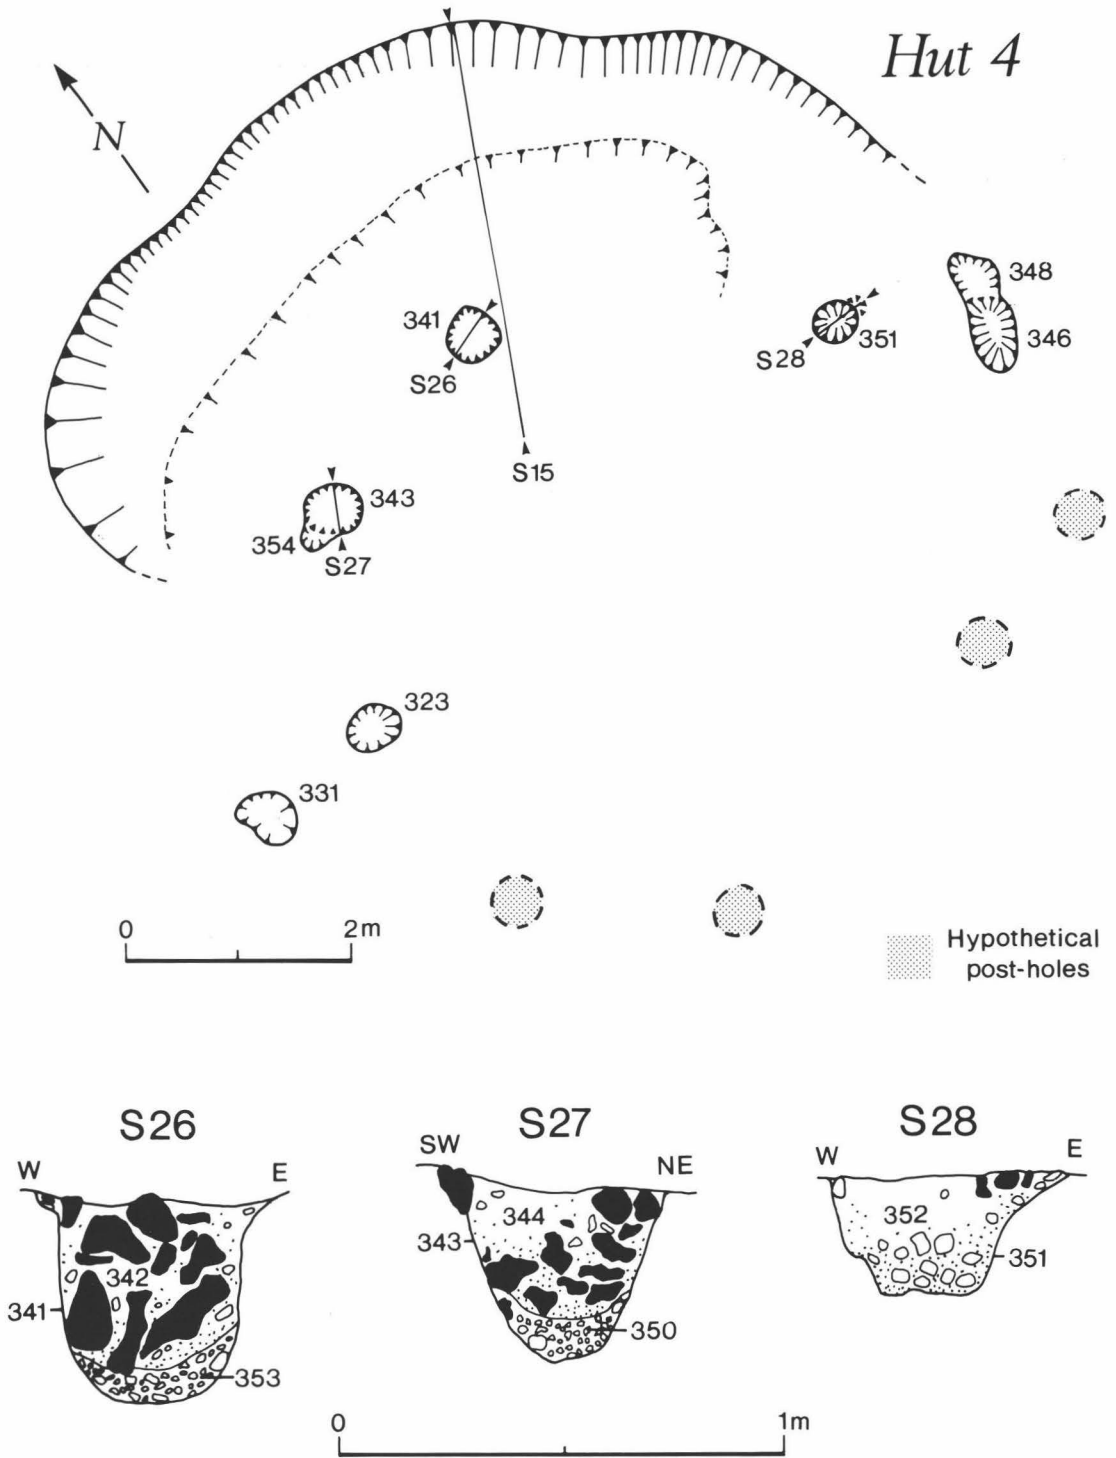 Hut 4
N
348
341
346
351
S26
S28
S15
343
354
S27
323
331
0 2m
Hypothetical
post-holes
S26 S27 S28
W E
SW NE
W E
344
352
343
351
342
341
350
353
0 1m